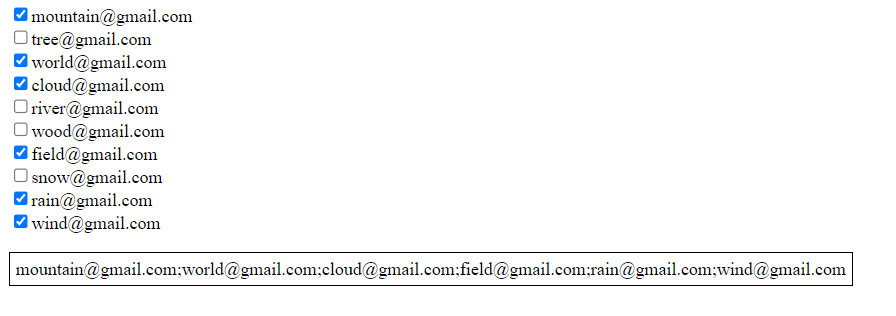 mountain@gmail.com
tree@gmail.com
world@gmail.com
cloud@gmail.com
river@gmail.com
wood@gmail.com
field@gmail.com
snow@gmail.com
rain@gmail.com
wind@gmail.com
mountain@gmail.com;world@gmail.com;cloud@gmail.com;field@gmail.com;rain@gmail.com;wind@gmail.com